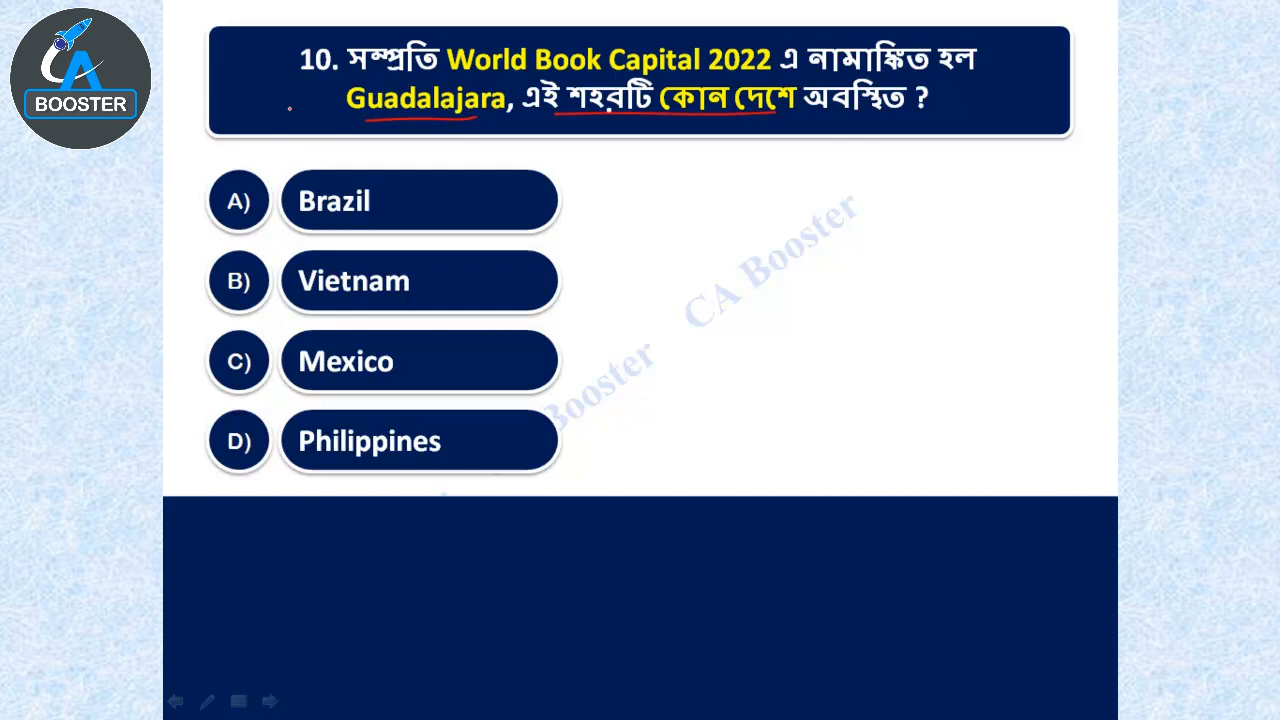 A
BOOSTER
10. সম্প্রতি World Book Capital 2022 এ নামাঙ্কিত হল
Guadalajara, এই শহরটি কোন দেশে অবস্থিত ?
A) Brazil
B) Vietnam
C) Mexico
D) Philippines
CA Booster
Booster